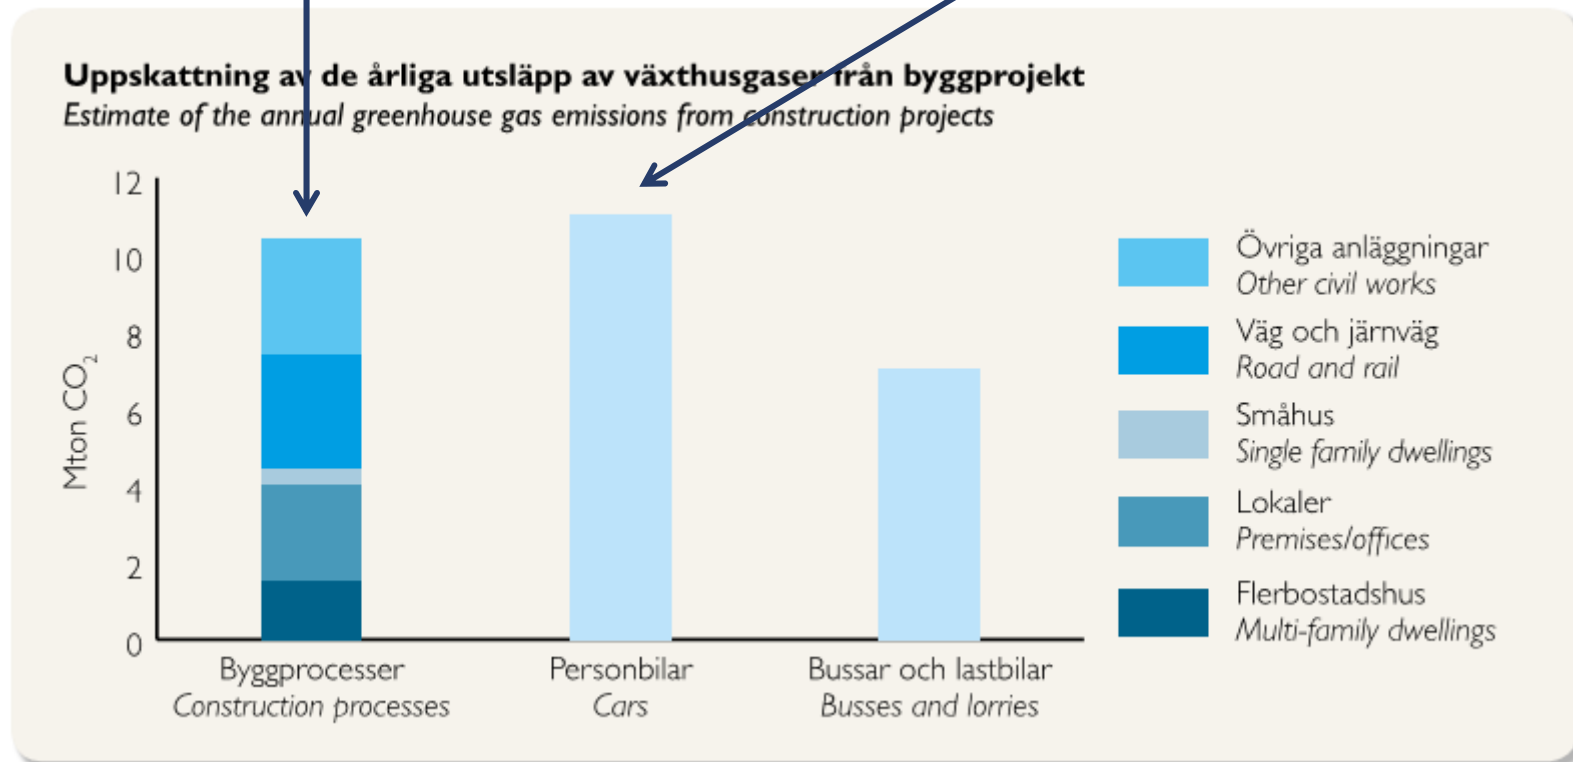 Uppskattning av de årliga utsläpp av växthusgaser från byggprojekt
Estimate of the annual greenhouse gas emissions from construction projects
12
10
8
6
4
2
0
Mton CO₂
Byggprocesser
Construction processes
Personbilar
Cars
Bussar och lastbilar
Busses and lorries
Övriga anläggningar
Other civil works
Väg och järnväg
Road and rail
Småhus
Single family dwellings
Lokaler
Premises/offices
Flerbostadshus
Multi-family dwellings